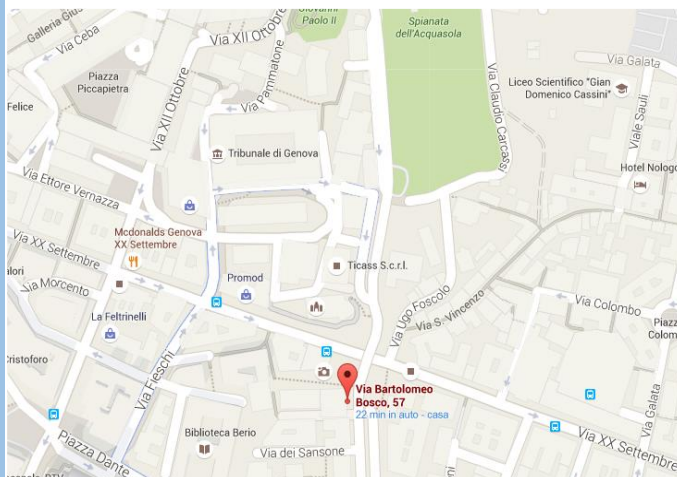 Galleria Gius
Via Ceba
Via XII Ottobre
Giovanni
Paolo II
Spianata
dell'Acquasola
Via Galata
Piazza
Piccapietra
Via XII Ottobre
Via Pammatone
Via Claudio Carcassi
Liceo Scientifico "Gian
Domenico Cassini"
Viale Sauli
Felice
Tribunale di Genova
Hotel Nologo
Via Ettore Vernazza
Mcdonalds Genova
XX Settembre
Via XX Settembre
Ticass S.c.r.l.
alori
Via Morcento
Promod
Via Ugo Foscolo
Via S. Vincenzo
Via Colombo
La Feltrinelli
Piazz
Colom
Cristoforo
Via Fieschi
Via Bartolomeo
Bosco, 57
22 min in auto - casa
Via Galata
Biblioteca Berio
Via XX Settembre
Piazza Dante
Via dei Sansone